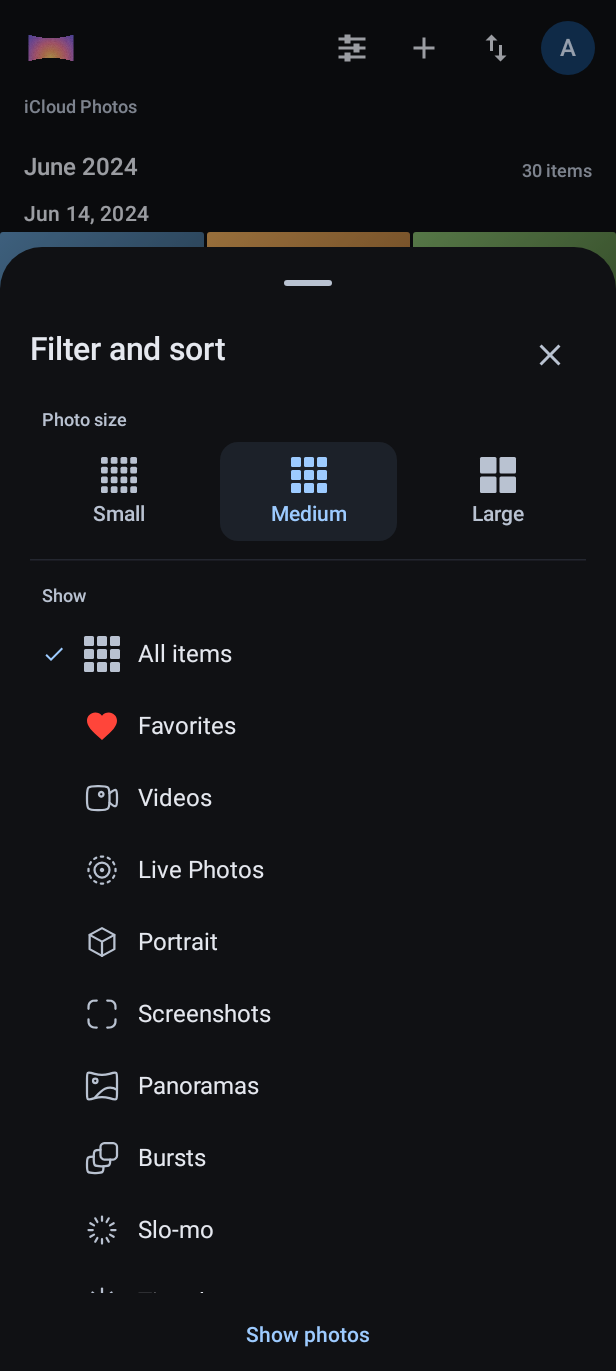 A
iCloud Photos
June 2024
30 items
Jun 14, 2024
Filter and sort
Photo size
Small
Medium
Large
Show
All items
Favorites
Videos
Live Photos
Portrait
Screenshots
Panoramas
Bursts
Slo-mo
Show photos